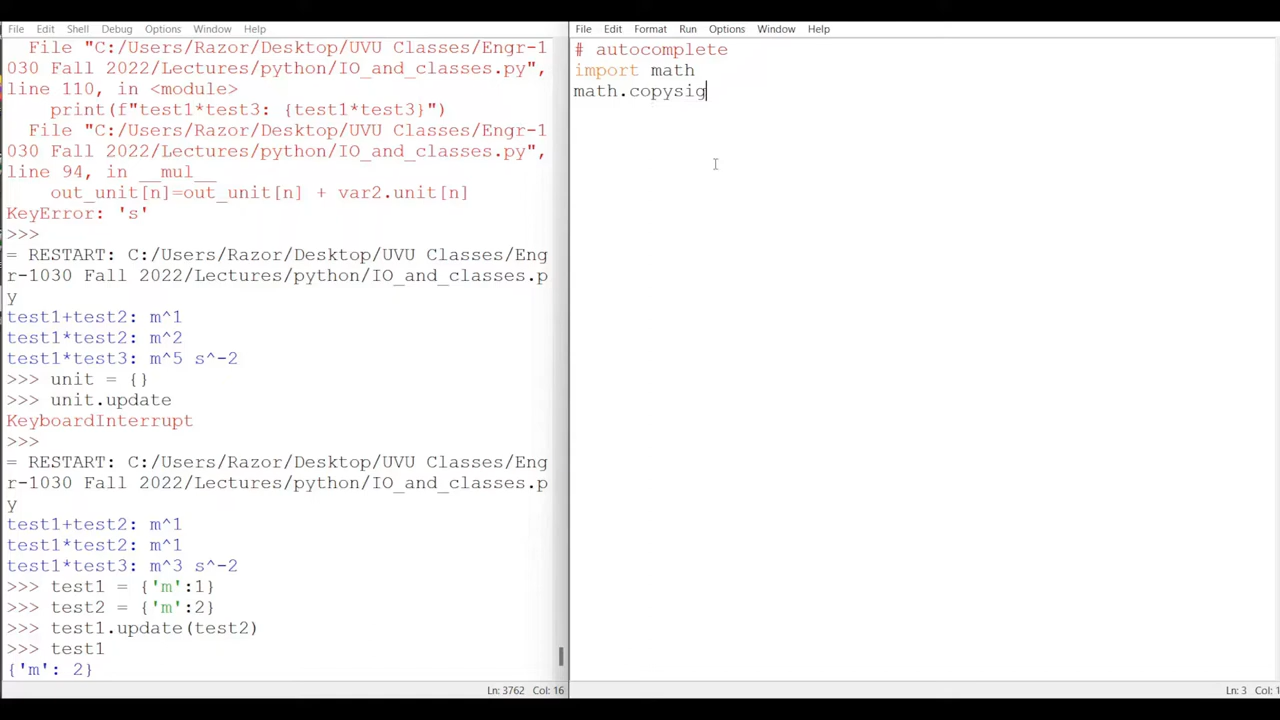 File Edit Shell Debug Options Window Help
File "C:/Users/Razor/Desktop/UVU Classes/Engr-1
030 Fall 2022/Lectures/python/IO_and_classes.py",
line 110, in <module>
print(f"test1*test3: {test1*test3}")
File "C:/Users/Razor/Desktop/UVU Classes/Engr-1
030 Fall 2022/Lectures/python/IO_and_classes.py",
line 94, in __mul__
out_unit[n]=out_unit[n] + var2.unit[n]
KeyError: 's'
>>>
= RESTART: C:/Users/Razor/Desktop/UVU Classes/Eng
r-1030 Fall 2022/Lectures/python/IO_and_classes.p
y
test1+test2: m^1
test1*test2: m^2
test1*test3: m^5 s^-2
>>> unit = {}
>>> unit.update
KeyboardInterrupt
>>>
= RESTART: C:/Users/Razor/Desktop/UVU Classes/Eng
r-1030 Fall 2022/Lectures/python/IO_and_classes.p
y
test1+test2: m^1
test1*test2: m^1
test1*test3: m^3 s^-2
>>> test1 = {'m':1}
>>> test2 = {'m':2}
>>> test1.update(test2)
>>> test1
{'m': 2}
Ln: 3762 Col: 16
File Edit Format Run Options Window Help
# autocomplete
import math
math.copysig
Ln: 3 Col: 1